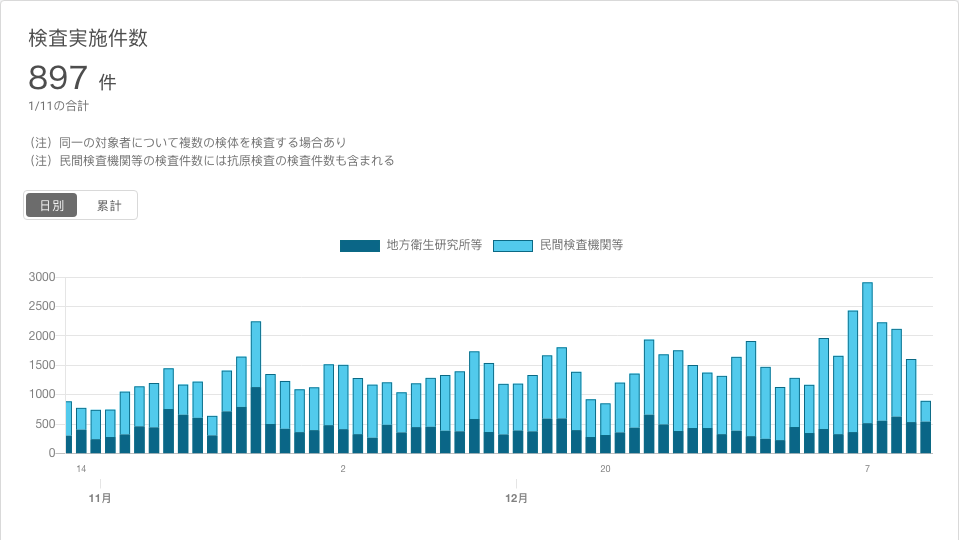 検査実施件数
897 件
1/11の合計
（注）同一の対象者について複数の検体を検査する場合あり
（注）民間検査機関等の検査件数には抗原検査の検査件数も含まれる
日別 累計
地方衛生研究所等 民間検査機関等
3000
2500
2000
1500
1000
500
0
14 2 20 7
11月 12月